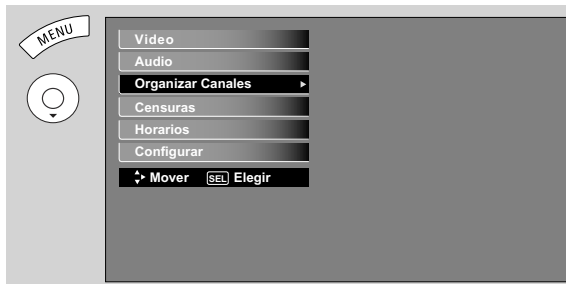 MENU
Video
Audio
Organizar Canales
Censuras
Horarios
Configurar
Mover SEL Elegir